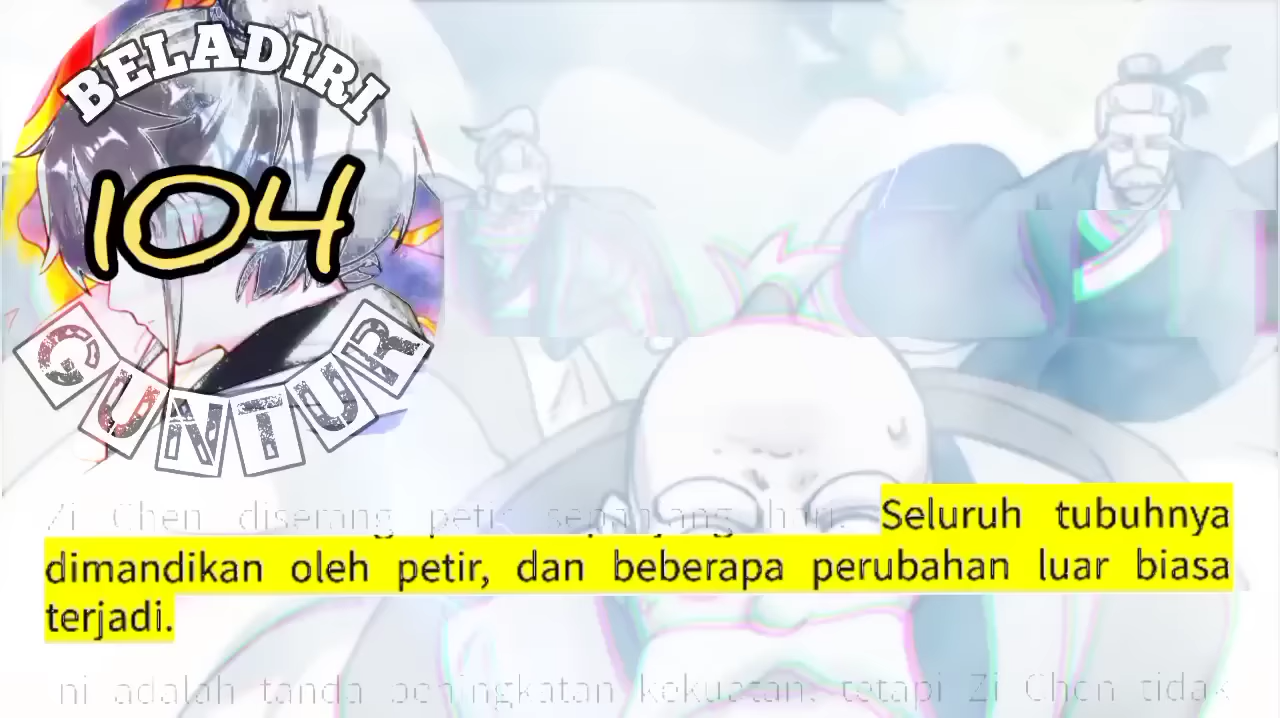 BELADIRI
104
GUNTUR
Zi Chen diserang petir sepanjang hari. Seluruh tubuhnya
dimandikan oleh petir, dan beberapa perubahan luar biasa
terjadi.
ni adalah tanda peningkatan kekuatan, tetapi Zi Chen tidak